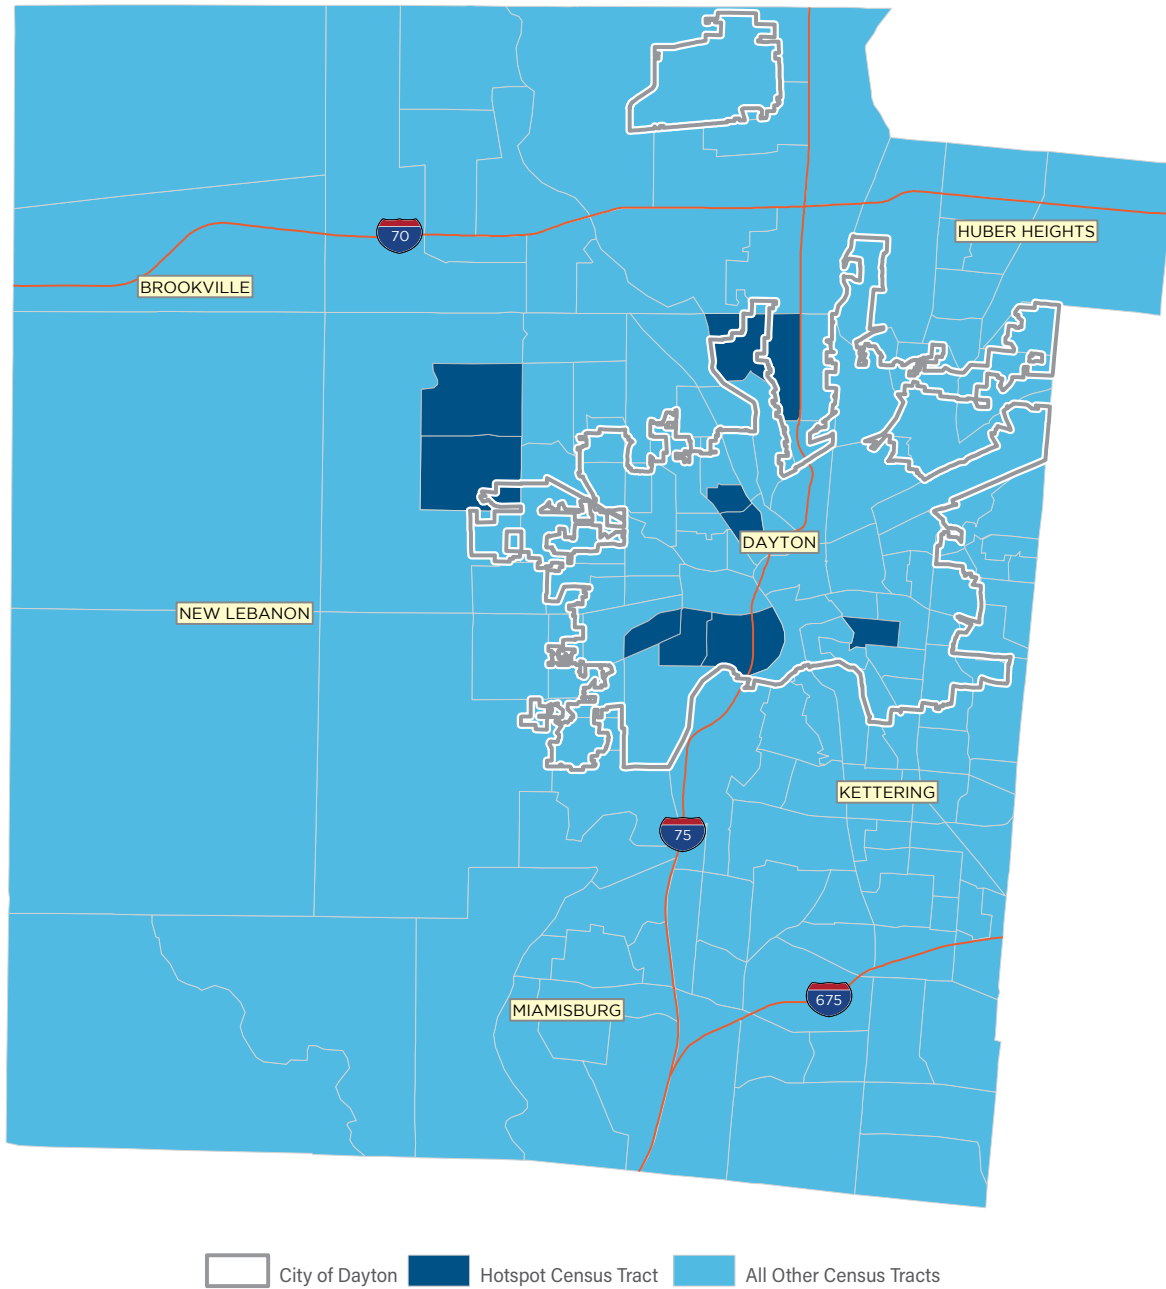 HUBER HEIGHTS
70
BROOKVILLE
DAYTON
NEW LEBANON
KETTERING
75
675
MIAMISBURG
City of Dayton
Hotspot Census Tract
All Other Census Tracts